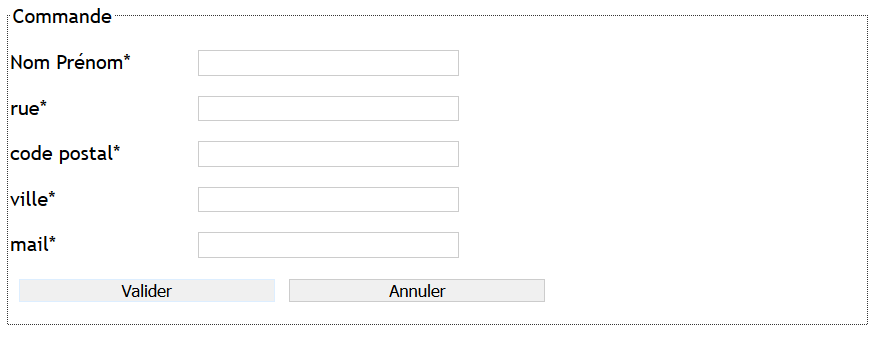 Commande
Nom Prénom*
rue*
code postal*
ville*
mail*
Valider Annuler